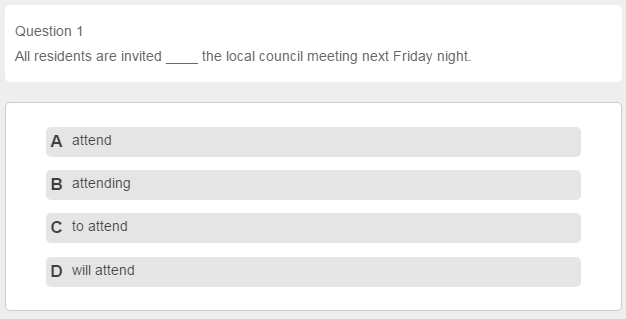 Question 1
All residents are invited ____ the local council meeting next Friday night.
A attend
B attending
C to attend
D will attend